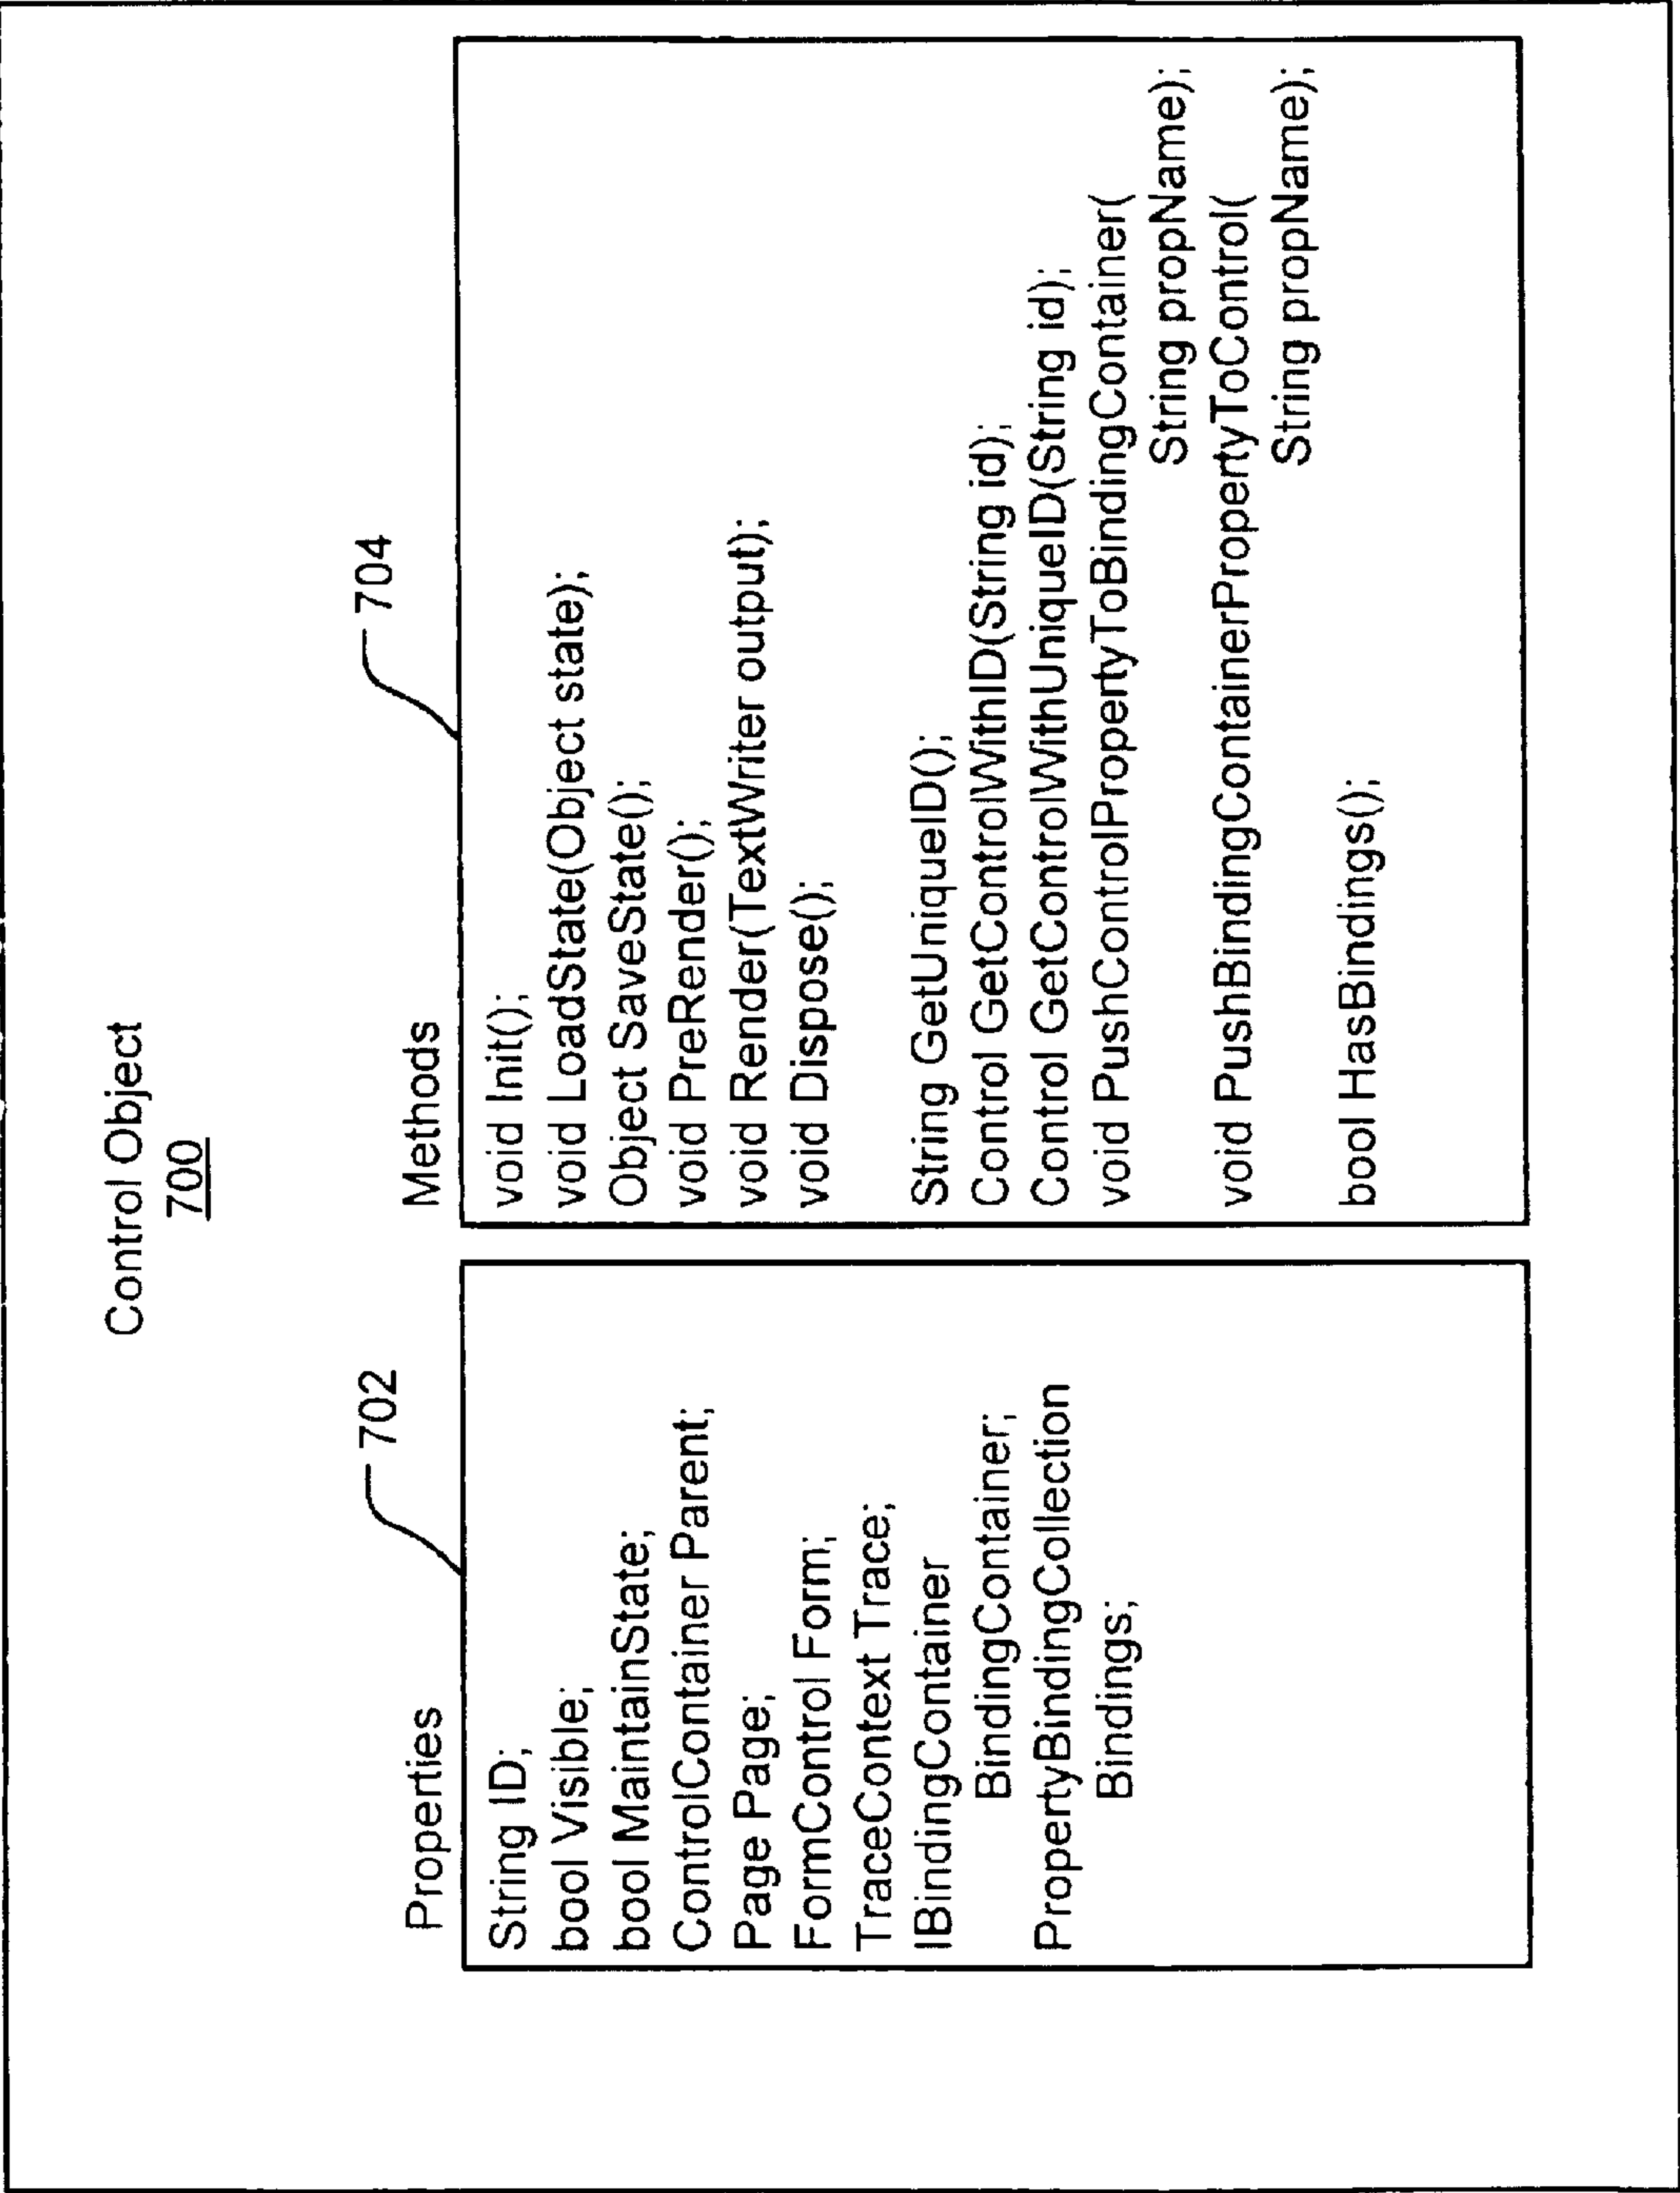 Control Object
700
Properties
702
String ID;
bool Visible;
bool MaintainState;
ControlContainer Parent;
Page Page;
FormControl Form;
TraceContext Trace;
IBindingContainer
BindingContainer;
PropertyBindingCollection
Bindings;
Methods
704
void Init();
void LoadState(Object state);
Object SaveState();
void PreRender();
void Render(TextWriter output);
void Dispose();
String GetUniqueID();
Control GetControlWithID(String id);
Control GetControlWithUniqueID(String id);
void PushControlPropertyToBindingContainer(
String propName);
void PushBindingContainerPropertyToControl(
String propName);
bool HasBindings();